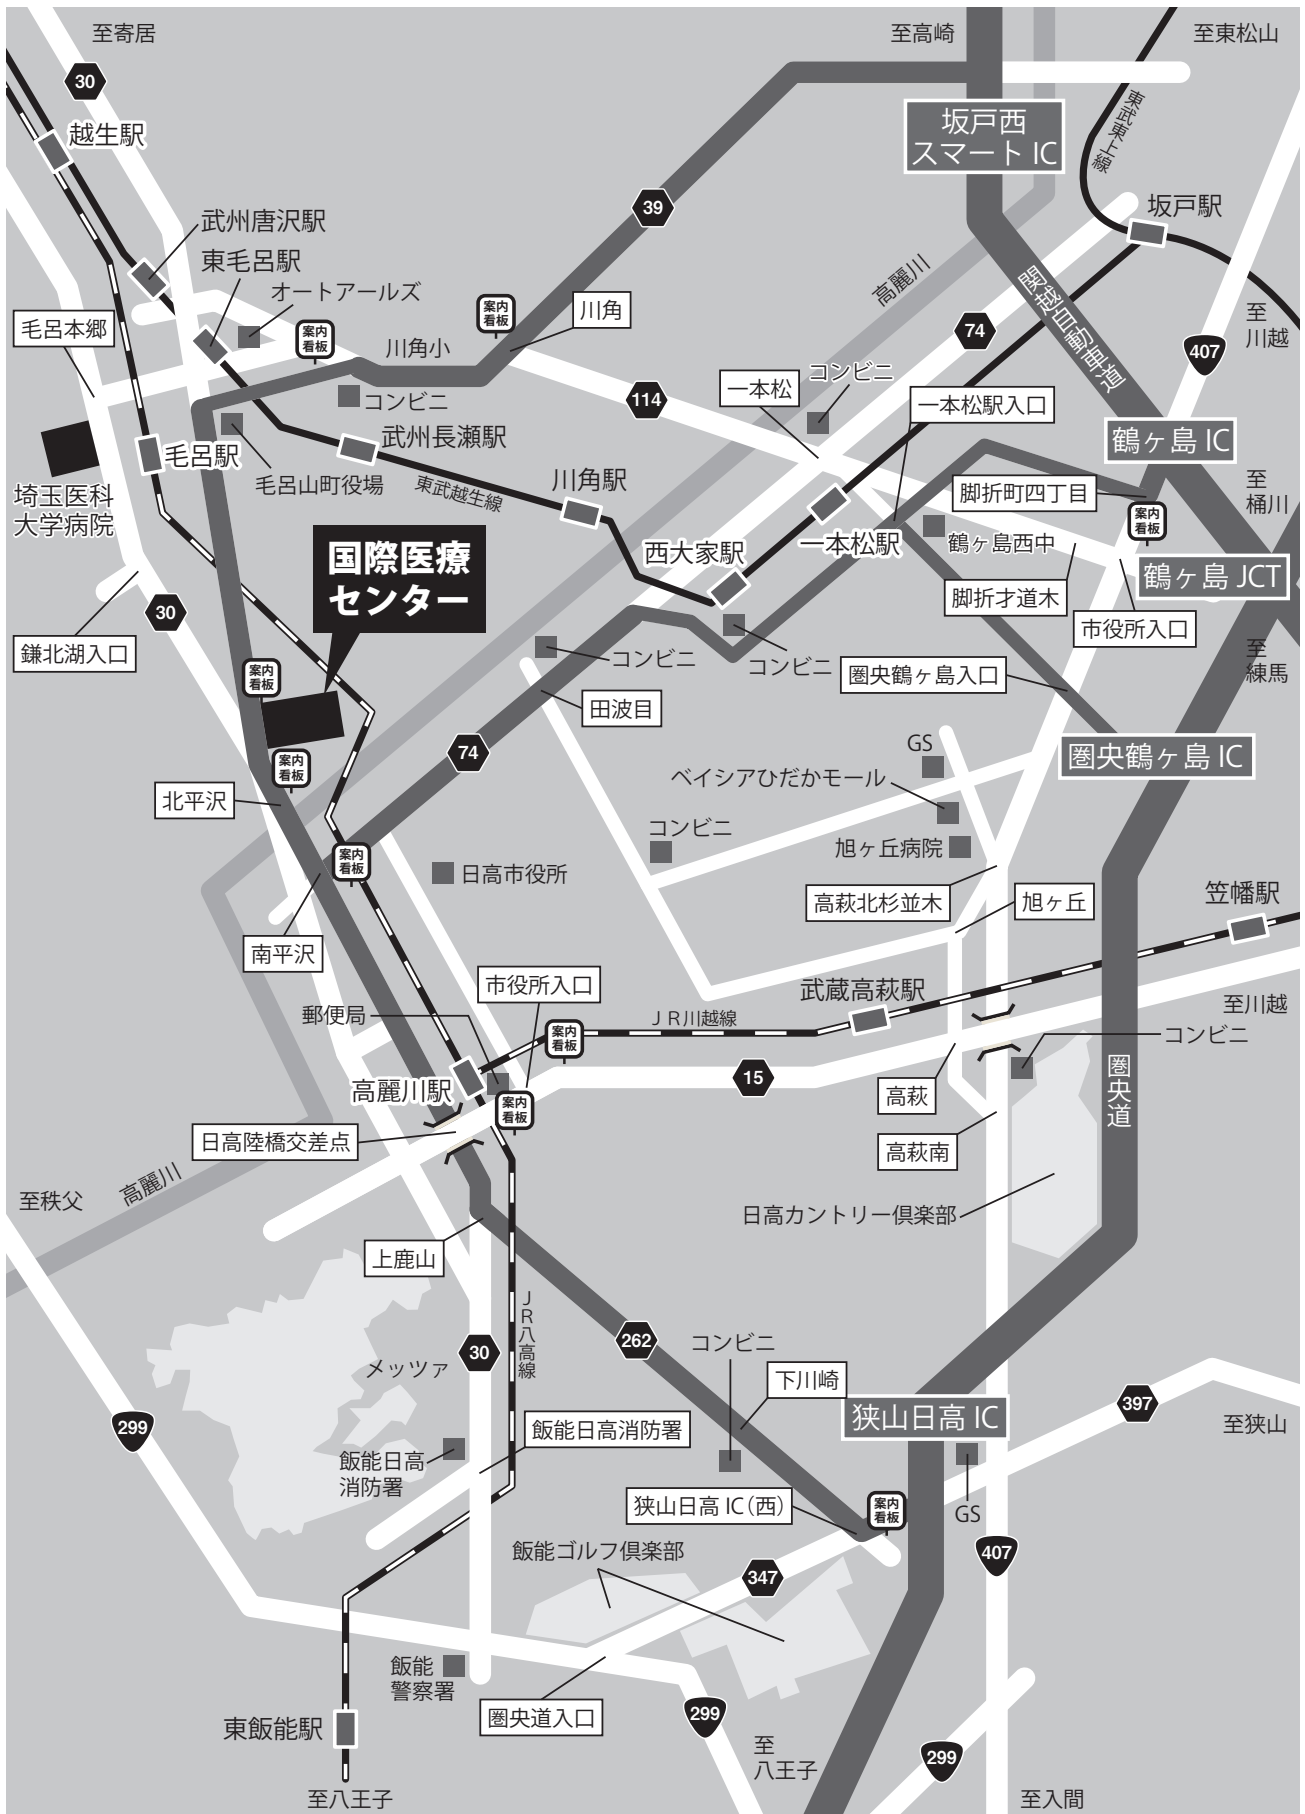 至寄居
至高崎
至東松山
30
越生駅
坂戸西
スマート IC
東武東上線
39
武州唐沢駅
坂戸駅
東毛呂駅
高麗川
関越自動車道
オートアールズ
案内
看板
川角
案内
看板
毛呂本郷
至
川越
74
407
川角小
コンビニ
一本松
114
コンビニ
一本松駅入口
武州長瀬駅
鶴ヶ島 IC
毛呂駅
毛呂山町役場
東武越生線
川角駅
脚折町四丁目
至
桶川
埼玉医科
大学病院
案内
看板
国際医療
センター
西大家駅
一本松駅
鶴ヶ島西中
鶴ヶ島 JCT
30
脚折才道木
市役所入口
鎌北湖入口
案内
看板
コンビニ
コンビニ
圏央鶴ヶ島入口
至
練馬
田波目
74
GS
圏央鶴ヶ島 IC
案内
看板
ベイシアひだかモール
北平沢
コンビニ
旭ヶ丘病院
案内
看板
日高市役所
高萩北杉並木
旭ヶ丘
笠幡駅
南平沢
市役所入口
武蔵高萩駅
至川越
郵便局
ＪＲ川越線
案内
看板
コンビニ
高麗川駅
15
圏央道
案内
看板
高萩
日高陸橋交差点
高萩南
高麗川
至秩父
日高カントリー倶楽部
上鹿山
ＪＲ八高線
262
コンビニ
メッツァ
30
下川崎
397
299
狭山日高 IC
至狭山
飯能日高消防署
飯能日高
消防署
狭山日高 IC（西）
案内
看板
GS
飯能ゴルフ倶楽部
407
347
飯能
警察署
圏央道入口
299
東飯能駅
至
八王子
299
至八王子
至入間